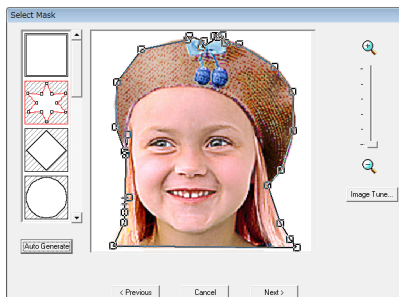 Select Mask
Image Tune...
Auto Generate
< Previous
Cancel
Next >